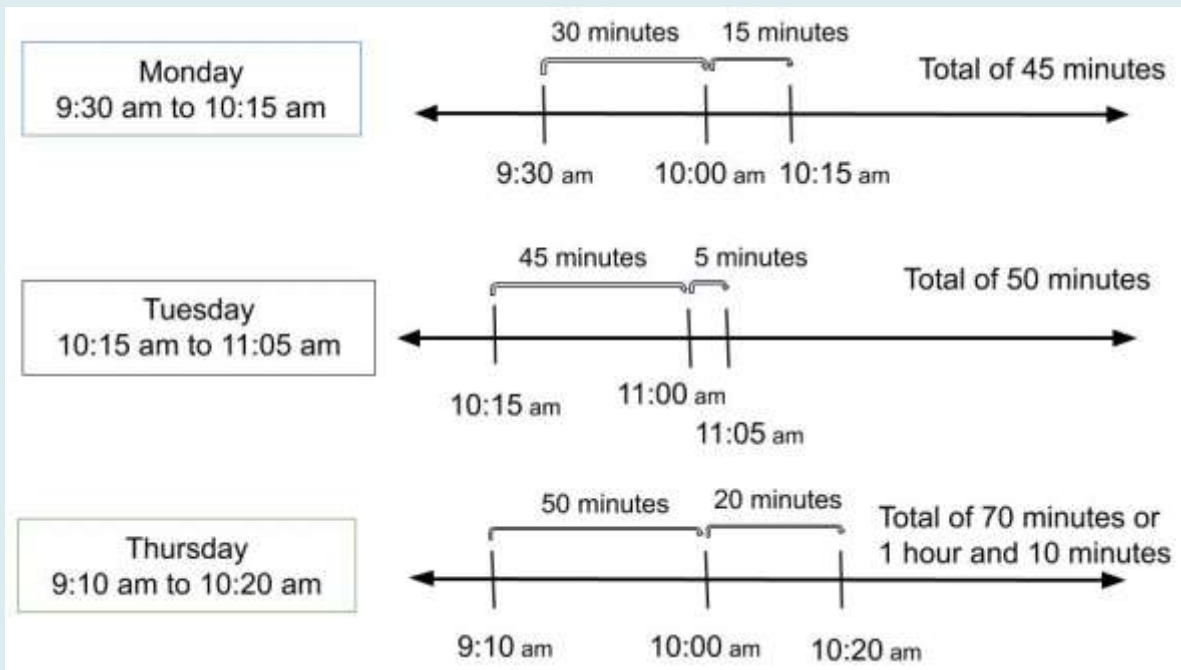 Monday
9:30 am to 10:15 am
30 minutes
15 minutes
Total of 45 minutes
9:30 am
10:00 am
10:15 am
Tuesday
10:15 am to 11:05 am
45 minutes
5 minutes
Total of 50 minutes
10:15 am
11:00 am
11:05 am
Thursday
9:10 am to 10:20 am
50 minutes
20 minutes
Total of 70 minutes or
1 hour and 10 minutes
9:10 am
10:00 am
10:20 am